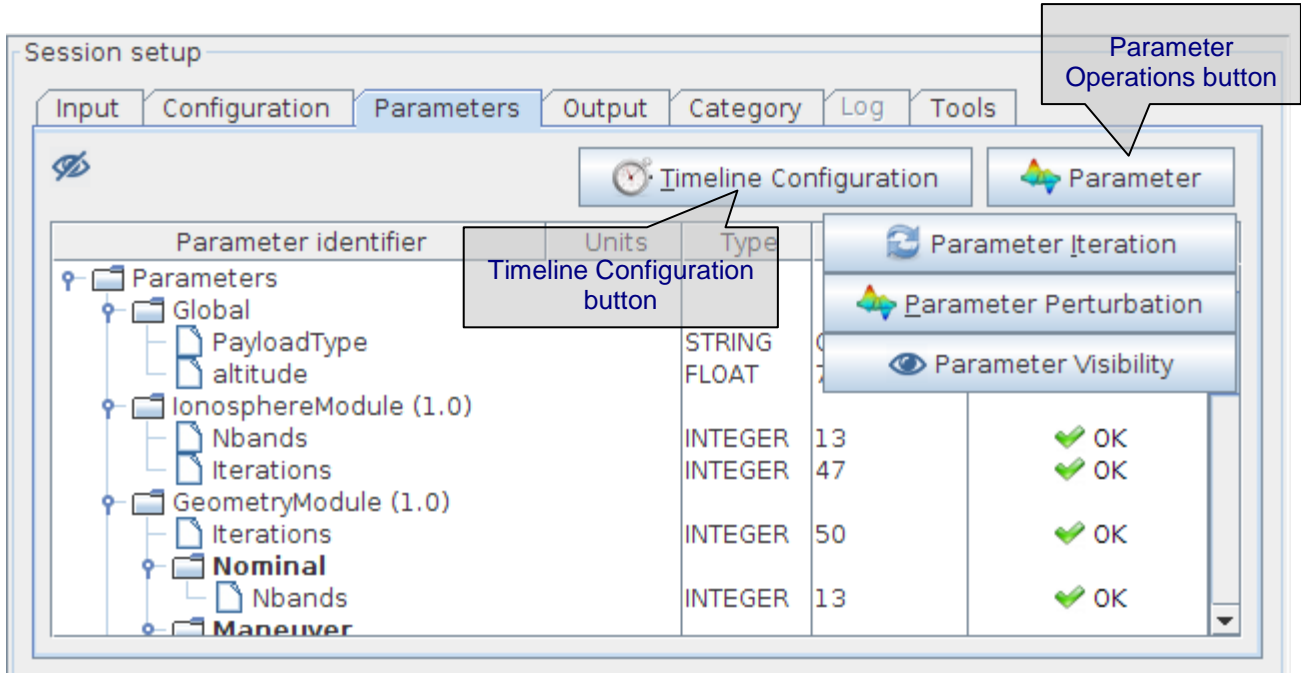 Parameter
Operations button
Session setup
Input Configuration Parameters Output Category Log Tools
Timeline Configuration Parameter
Parameter identifier Units Type
Parameter Iteration
Timeline Configuration
button
Parameters
Global
Parameter Perturbation
PayloadType STRING
altitude FLOAT
Parameter Visibility
IonosphereModule (1.0)
Nbands INTEGER 13 OK
Iterations INTEGER 47 OK
GeometryModule (1.0)
Iterations INTEGER 50 OK
Nominal
Nbands INTEGER 13 OK
Maneuver